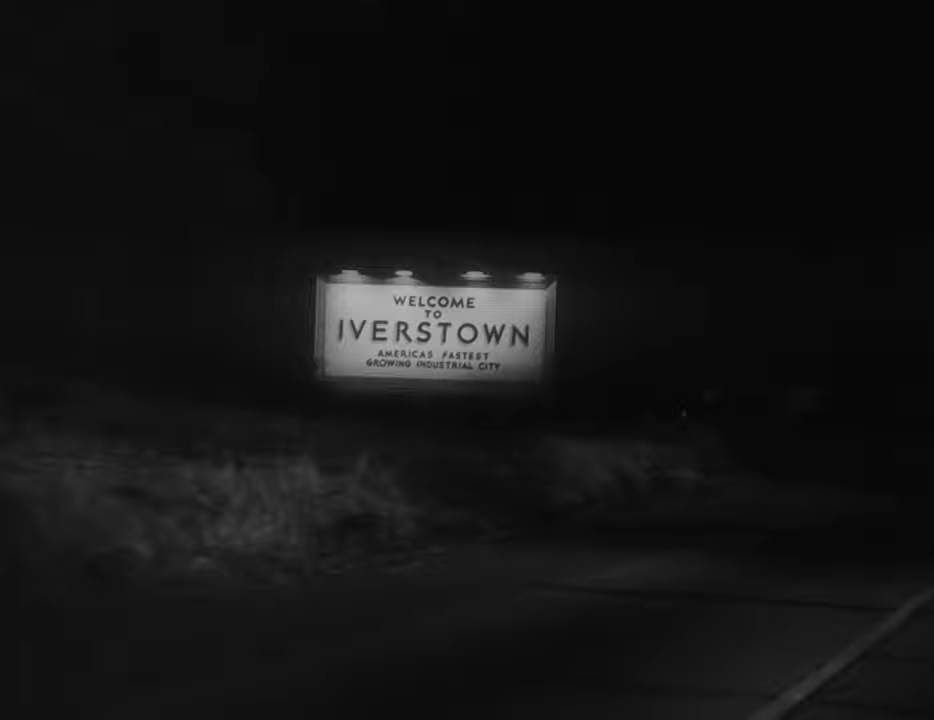 WELCOME
TO
IVERSTOWN
AMERICAS FASTEST
GROWING INDUSTRIAL CITY